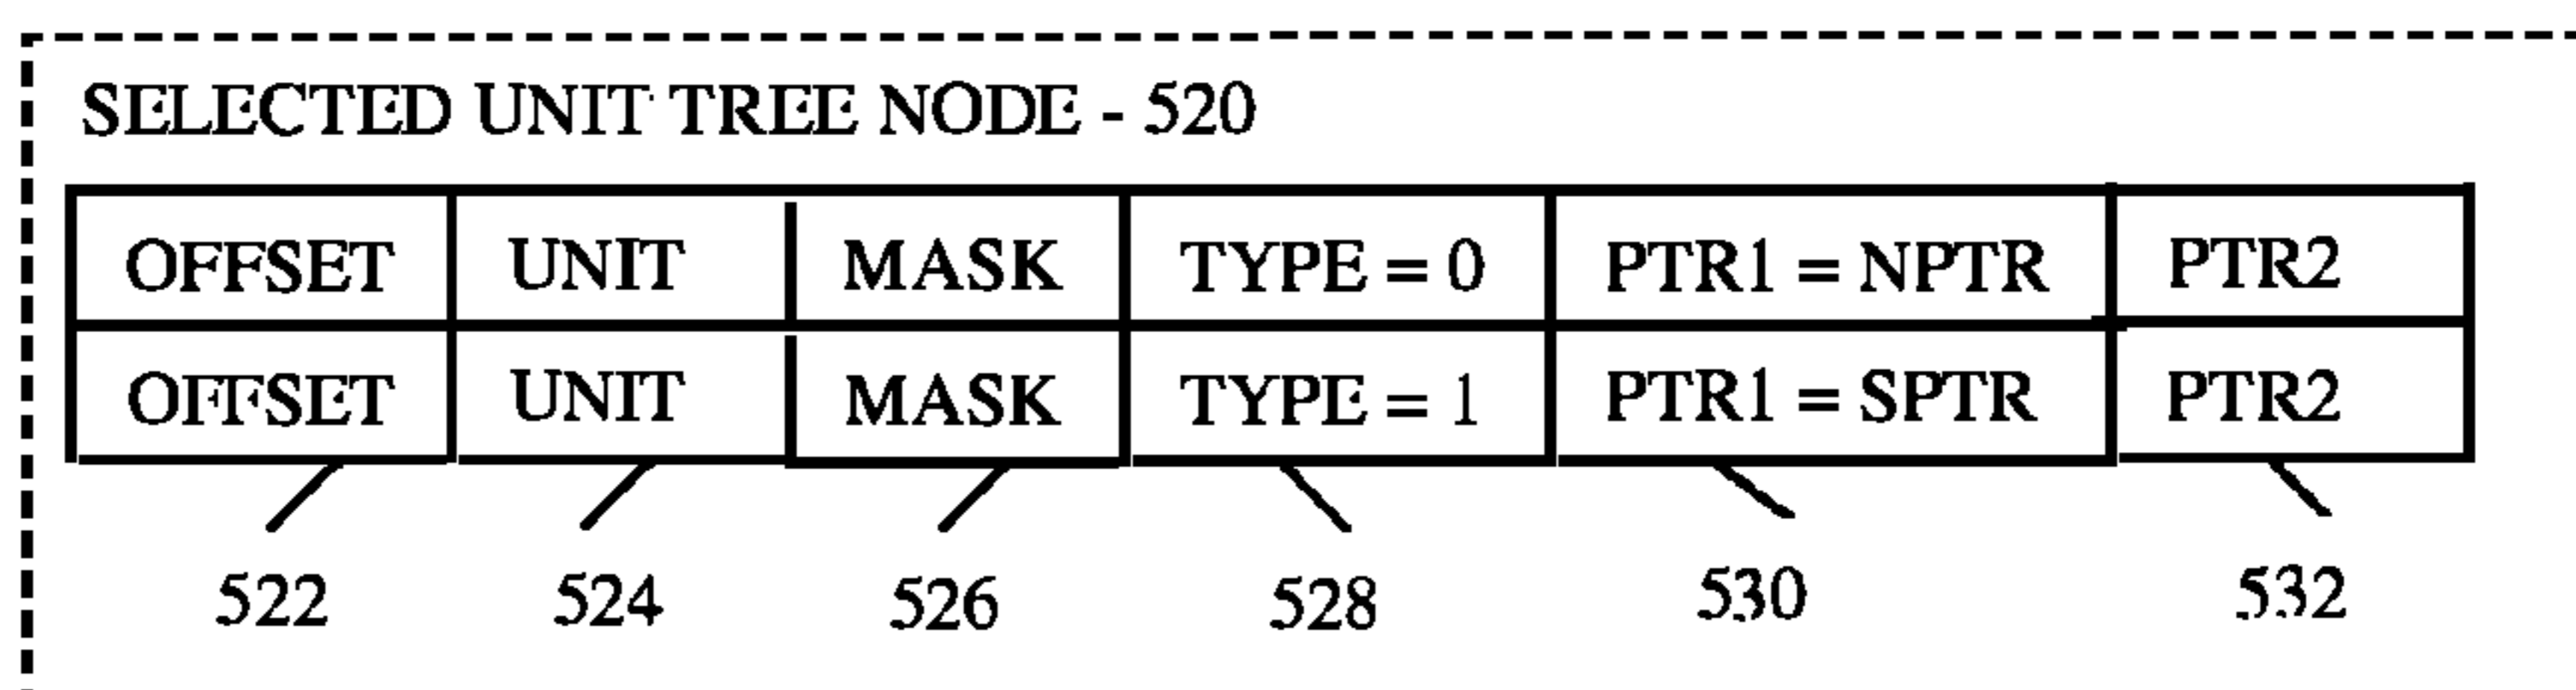 SELECTED UNIT TREE NODE - 520
OFFSET UNIT MASK TYPE = 0 PTR1 = NPTR PTR2
OFFSET UNIT MASK TYPE = 1 PTR1 = SPTR PTR2
522 524 526 528 530 532